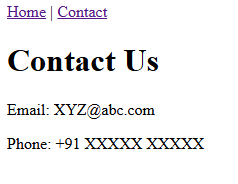 Home | Contact
Contact Us
Email: XYZ@abc.com
Phone: +91 XXXXX XXXXX